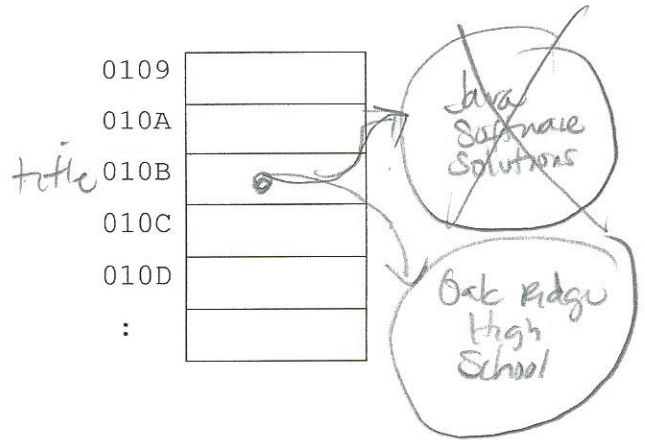 0109
010A
title 010B
010C
010D
:
Java
Software
Solutions
Oak Ridge
High
School